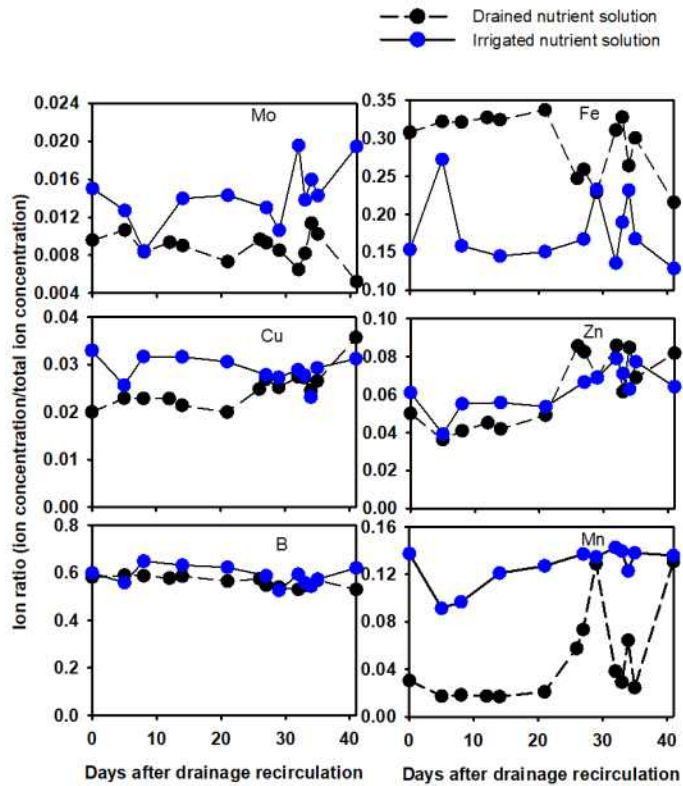 Drained nutrient solution
Irrigated nutrient solution
Ion ratio (ion concentration/total ion concentration)
Mo
0.024
0.020
0.016
0.012
0.008
0.004
Fe
0.35
0.30
0.25
0.20
0.15
0.10
Cu
0.04
0.03
0.02
0.01
0.00
Zn
0.10
0.08
0.06
0.04
0.02
0.00
B
0.8
0.6
0.4
0.2
0.0
0 10 20 30 40
Mn
0.16
0.12
0.08
0.04
0.00
0 10 20 30 40
Days after drainage recirculation
Days after drainage recirculation